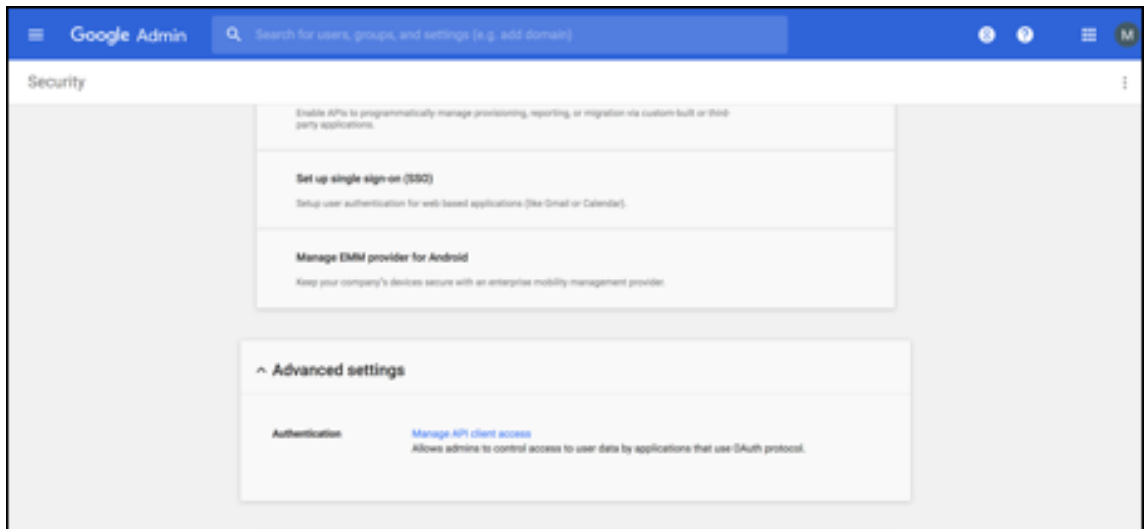 Google Admin
Search for users, groups, and settings (e.g. add domain)
M
Security
Enable APIs to programmatically manage provisioning, reporting, or migration via custom-built or third-
party applications.
Set up single sign-on (SSO)
Setup user authentication for web based applications (like Gmail or Calendar).
Manage EMM provider for Android
Keep your company's devices secure with an enterprise mobility management provider.
Advanced settings
Authentication
Manage API client access
Allows admins to control access to user data by applications that use OAuth protocol.